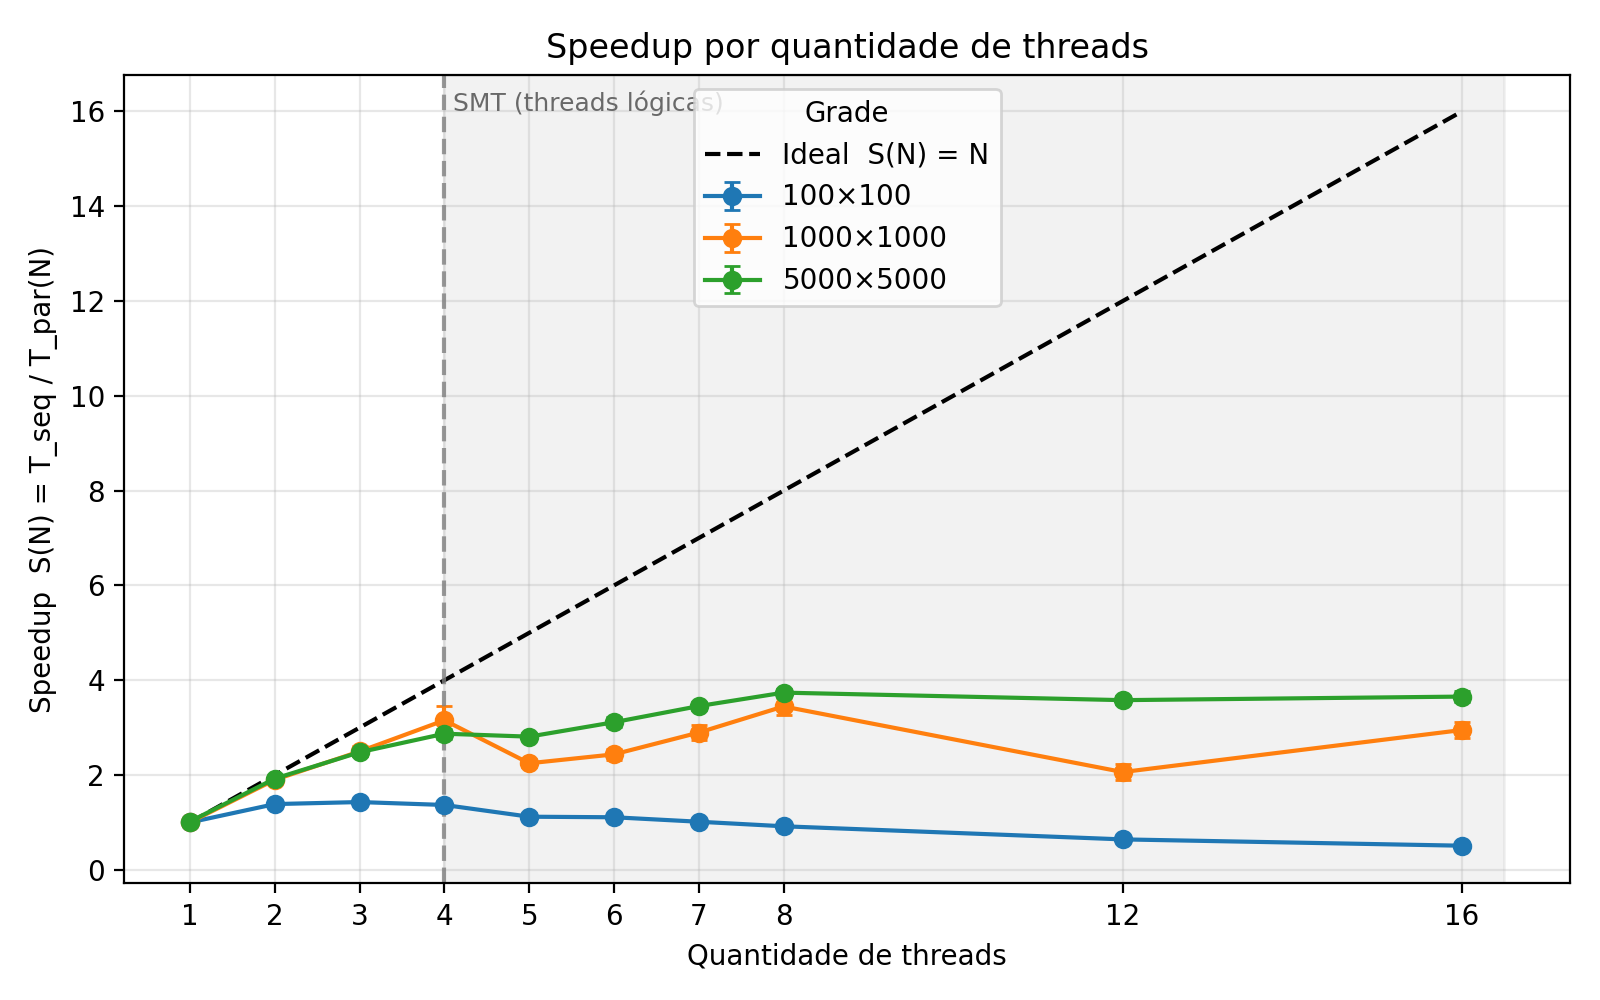 Speedup por quantidade de threads
SMT (threads lógicas)
Grade
Ideal  S(N) = N
100×100
1000×1000
5000×5000
Speedup  S(N) = T_seq / T_par(N)
16
14
12
10
8
6
4
2
0
1 2 3 4 5 6 7 8 12 16
Quantidade de threads